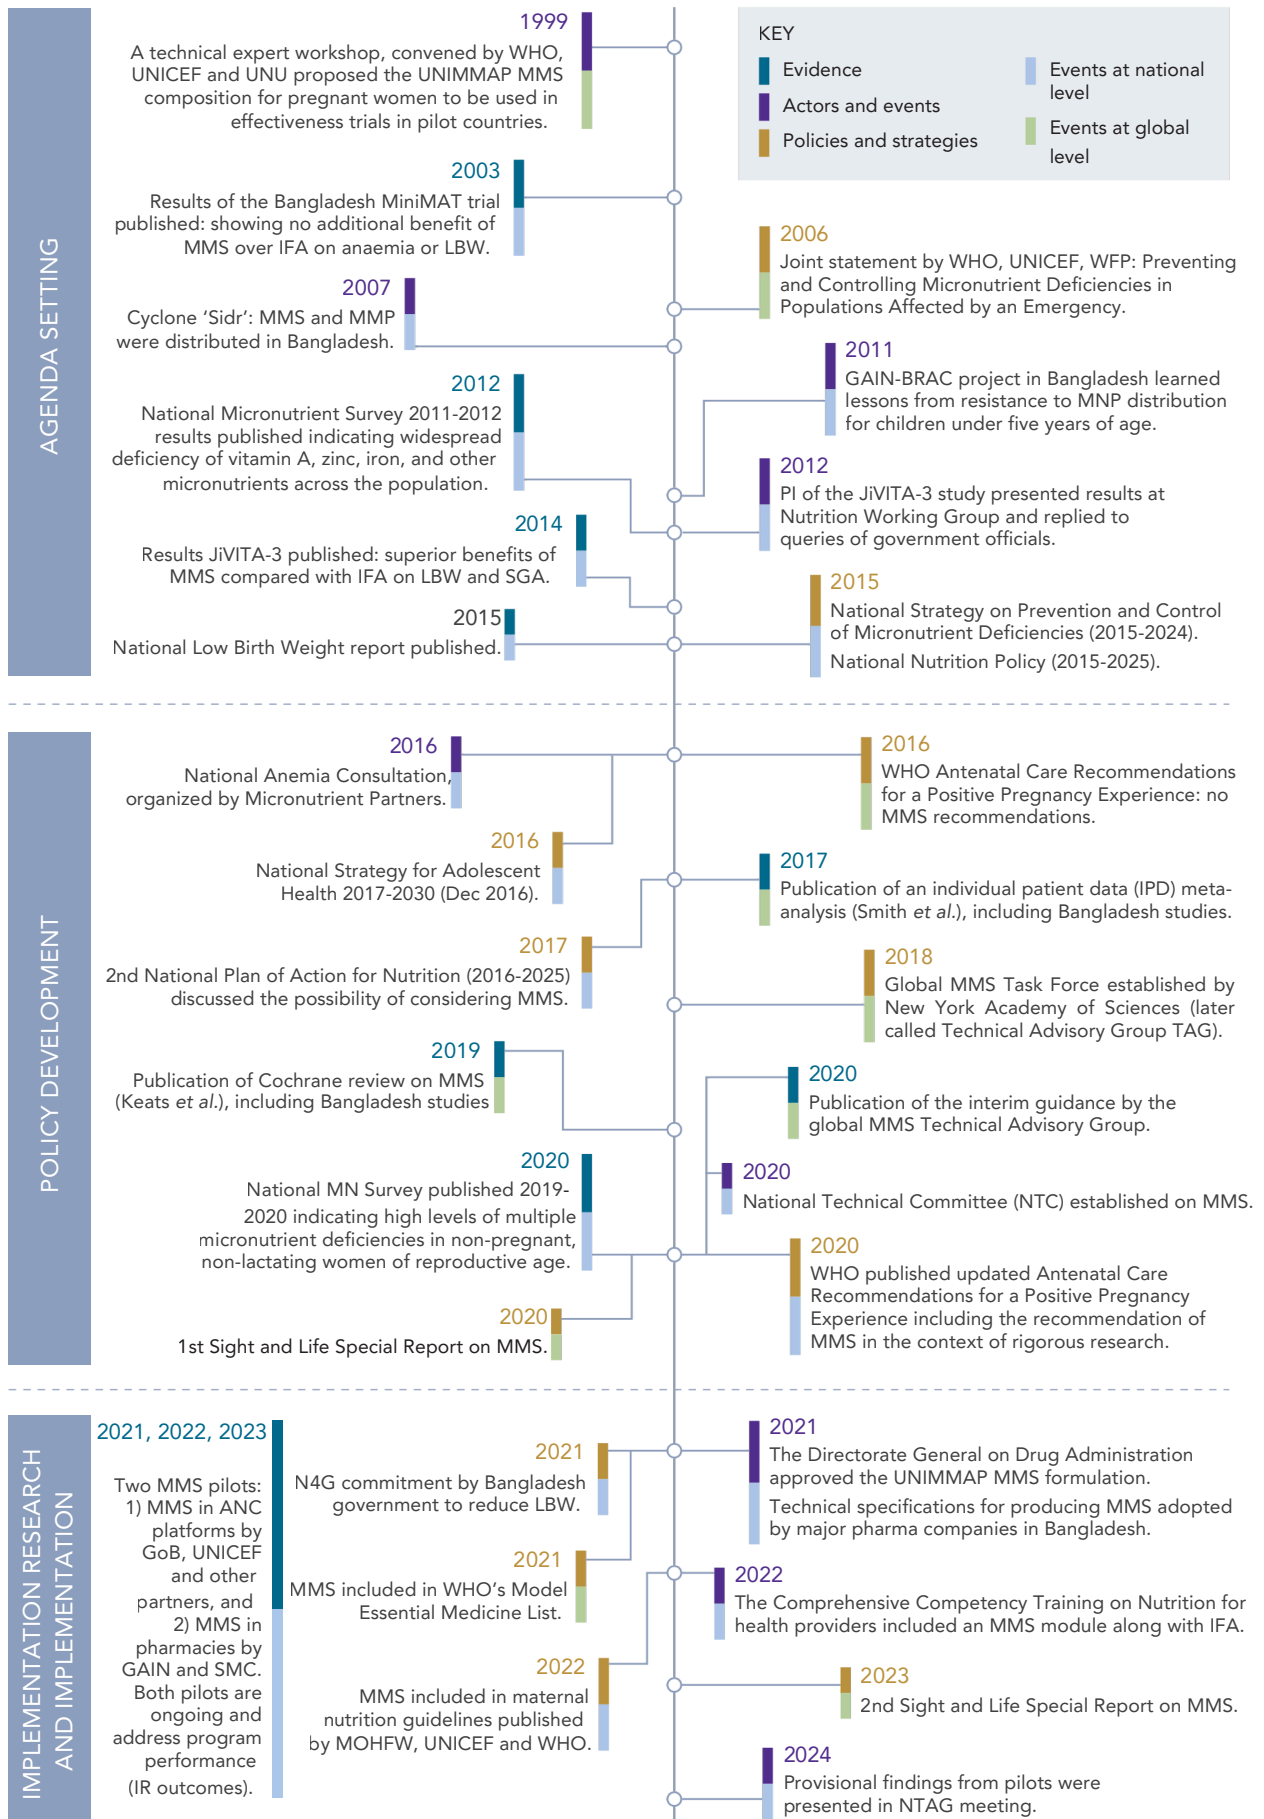 AGENDA SETTING
1999
A technical expert workshop, convened by WHO,
UNICEF and UNU proposed the UNIMMAP MMS
composition for pregnant women to be used in
effectiveness trials in pilot countries.
KEY
Evidence
Actors and events
Policies and strategies
Events at national
level
Events at global
level
2003
Results of the Bangladesh MiniMAT trial
published: showing no additional benefit of
MMS over IFA on anaemia or LBW.
2006
Joint statement by WHO, UNICEF, WFP: Preventing
and Controlling Micronutrient Deficiencies in
Populations Affected by an Emergency.
2007
Cyclone ‘Sidr’: MMS and MMP
were distributed in Bangladesh.
2011
GAIN-BRAC project in Bangladesh learned
lessons from resistance to MNP distribution
for children under five years of age.
2012
National Micronutrient Survey 2011-2012
results published indicating widespread
deficiency of vitamin A, zinc, iron, and other
micronutrients across the population.
2012
PI of the JiVITA-3 study presented results at
Nutrition Working Group and replied to
queries of government officials.
2014
Results JiVITA-3 published: superior benefits of
MMS compared with IFA on LBW and SGA.
2015
National Low Birth Weight report published.
2015
National Strategy on Prevention and Control
of Micronutrient Deficiencies (2015-2024).
National Nutrition Policy (2015-2025).
POLICY DEVELOPMENT
2016
National Anemia Consultation,
organized by Micronutrient Partners.
2016
WHO Antenatal Care Recommendations
for a Positive Pregnancy Experience: no
MMS recommendations.
2016
National Strategy for Adolescent
Health 2017-2030 (Dec 2016).
2017
Publication of an individual patient data (IPD) meta-
analysis (Smith et al.), including Bangladesh studies.
2017
2nd National Plan of Action for Nutrition (2016-2025)
discussed the possibility of considering MMS.
2018
Global MMS Task Force established by
New York Academy of Sciences (later
called Technical Advisory Group TAG).
2019
Publication of Cochrane review on MMS
(Keats et al.), including Bangladesh studies
2020
Publication of the interim guidance by the
global MMS Technical Advisory Group.
2020
National MN Survey published 2019-
2020 indicating high levels of multiple
micronutrient deficiencies in non-pregnant,
non-lactating women of reproductive age.
2020
National Technical Committee (NTC) established on MMS.
2020
WHO published updated Antenatal Care
Recommendations for a Positive Pregnancy
Experience including the recommendation of
MMS in the context of rigorous research.
2020
1st Sight and Life Special Report on MMS.
IMPLEMENTATION RESEARCH
AND IMPLEMENTATION
2021, 2022, 2023
Two MMS pilots:
1) MMS in ANC
platforms by
GoB, UNICEF
and other
partners, and
2) MMS in
pharmacies by
GAIN and SMC.
Both pilots are
ongoing and
address program
performance
(IR outcomes).
2021
N4G commitment by Bangladesh
government to reduce LBW.
2021
The Directorate General on Drug Administration
approved the UNIMMAP MMS formulation.
Technical specifications for producing MMS adopted
by major pharma companies in Bangladesh.
2021
MMS included in WHO’s Model
Essential Medicine List.
2022
The Comprehensive Competency Training on Nutrition for
health providers included an MMS module along with IFA.
2022
MMS included in maternal
nutrition guidelines published
by MOHFW, UNICEF and WHO.
2023
2nd Sight and Life Special Report on MMS.
2024
Provisional findings from pilots were
presented in NTAG meeting.